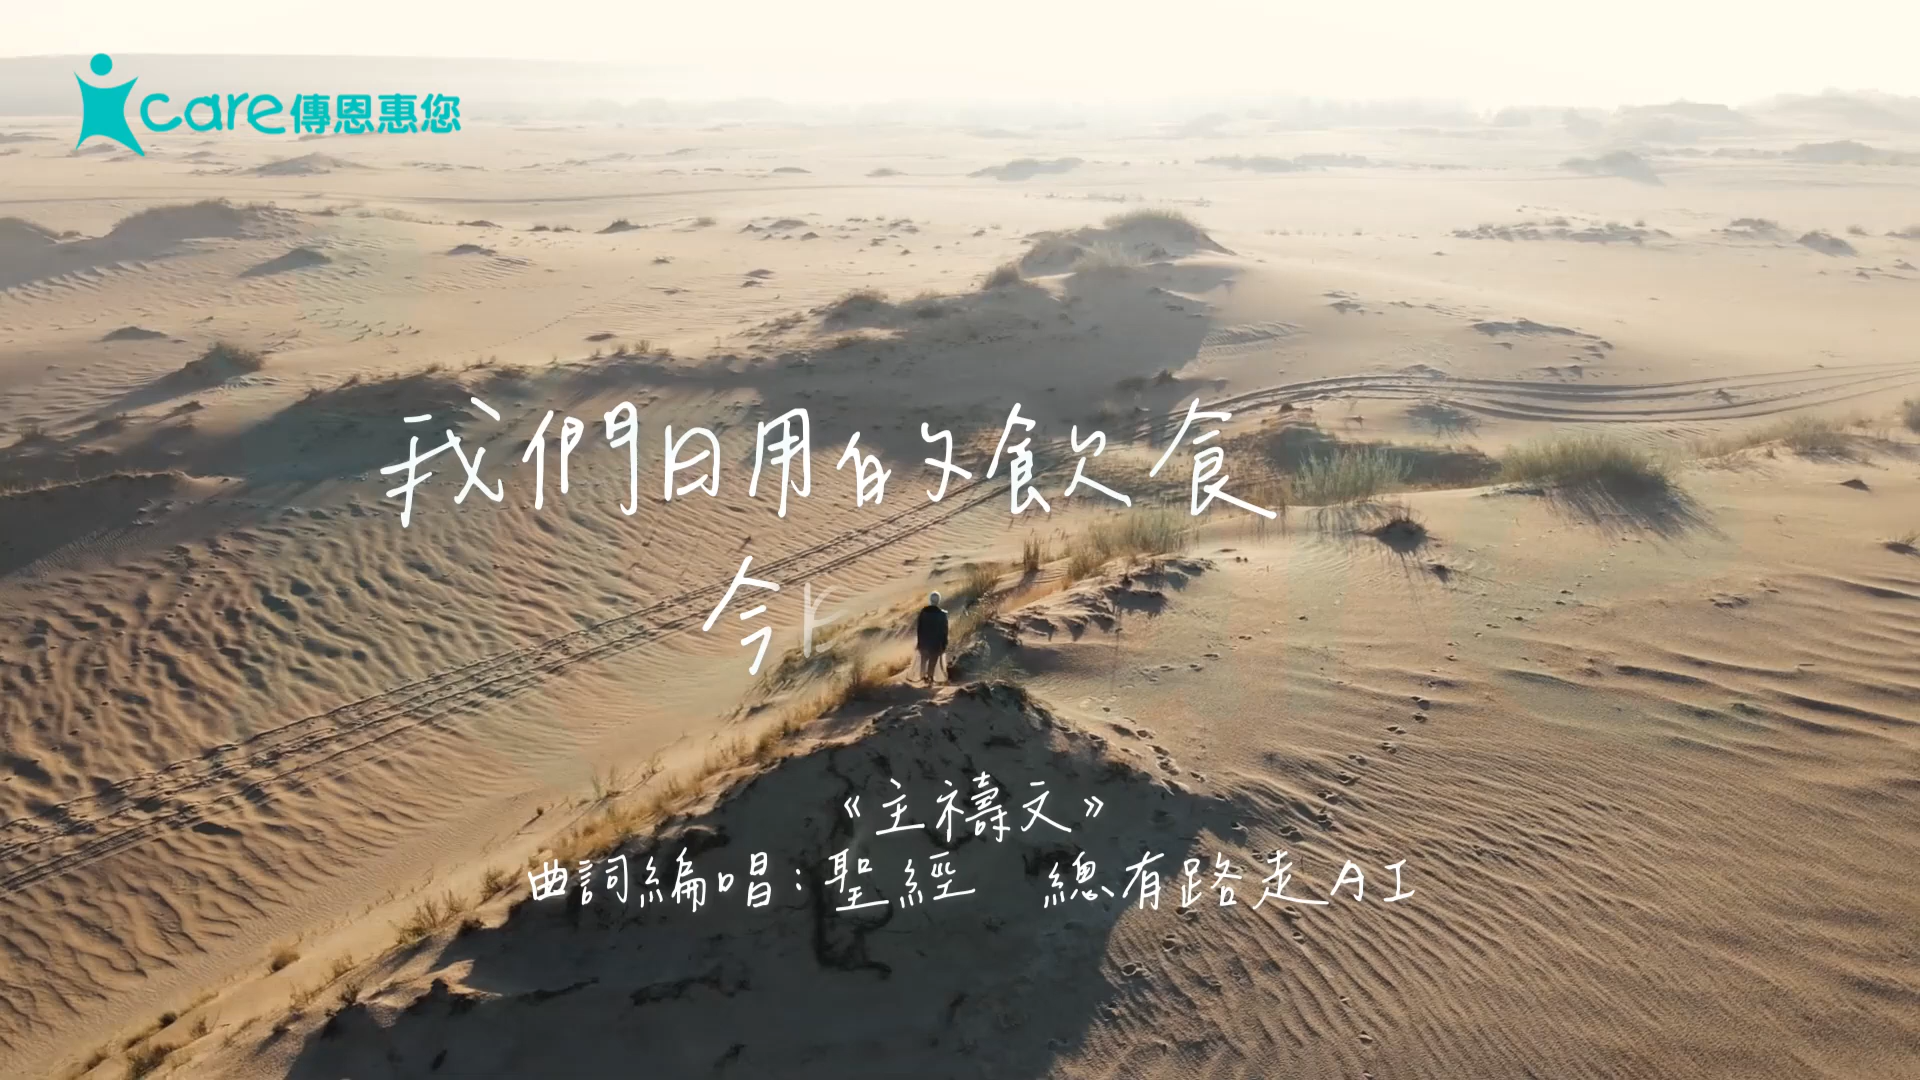 icare傳恩惠您
我們日用的飲食
今
《主禱文》
曲詞編唱：聖經　總有路走AI